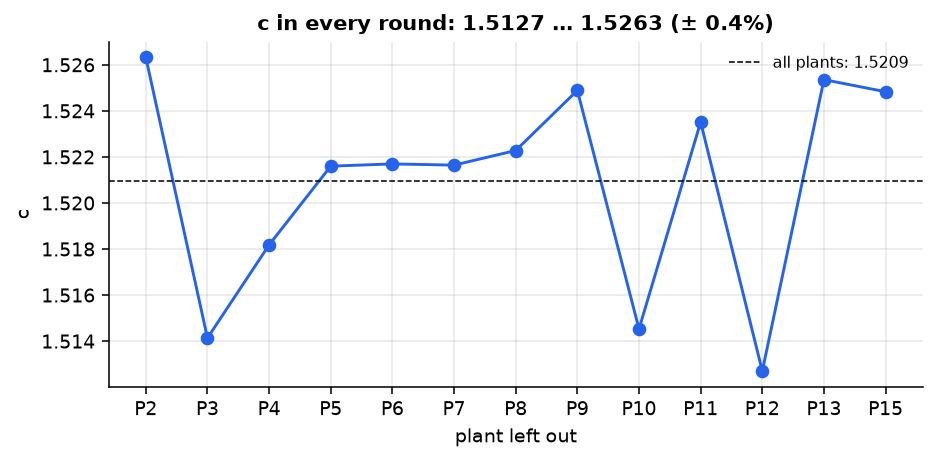 c in every round: 1.5127 … 1.5263 (± 0.4%)
all plants: 1.5209
1.526
1.524
1.522
1.520
1.518
1.516
1.514
c
P2 P3 P4 P5 P6 P7 P8 P9 P10 P11 P12 P13 P15
plant left out